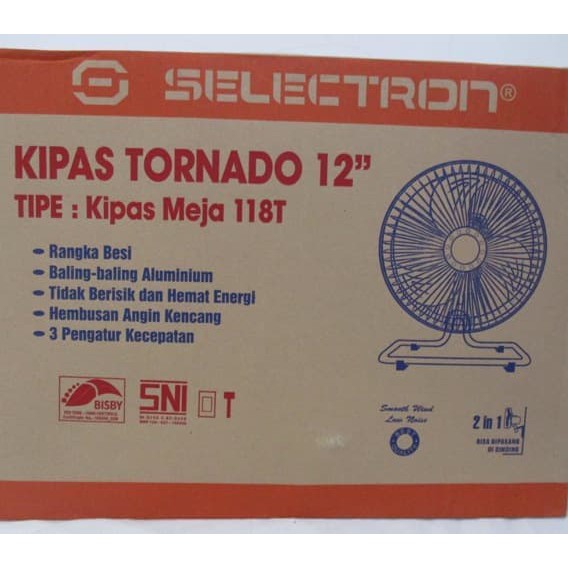 SELECTRON®
KIPAS TORNADO 12”
TIPE : Kipas Meja 118T
Rangka Besi
Baling-baling Aluminium
Tidak Berisik dan Hemat Energi
Hembusan Angin Kencang
3 Pengatur Kecepatan
BISBY
SNI
T
Smooth Wind
Low Noise
2 in 1
BISA DIPASANG
DI DINDING